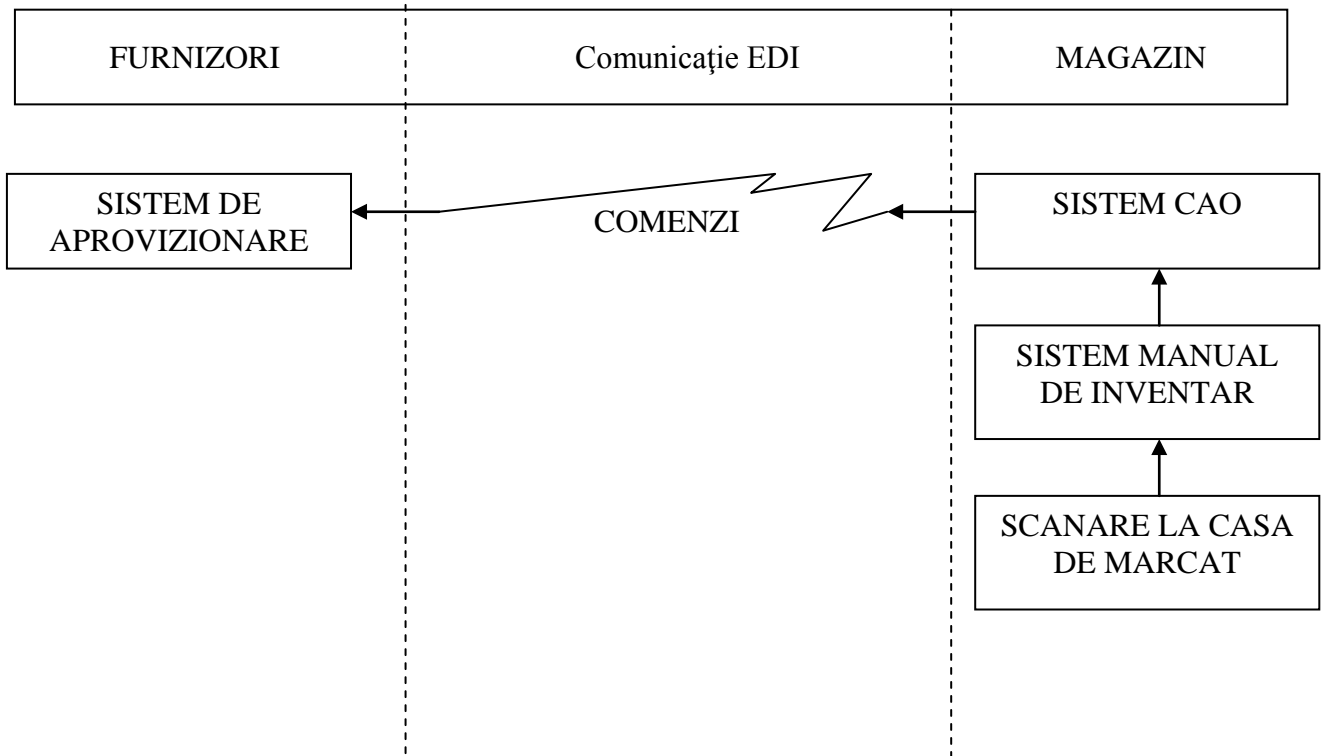 FURNIZORI
Comunicaţie EDI
MAGAZIN
SISTEM DE
APROVIZIONARE
COMENZI
SISTEM CAO
SISTEM MANUAL
DE INVENTAR
SCANARE LA CASA
DE MARCAT